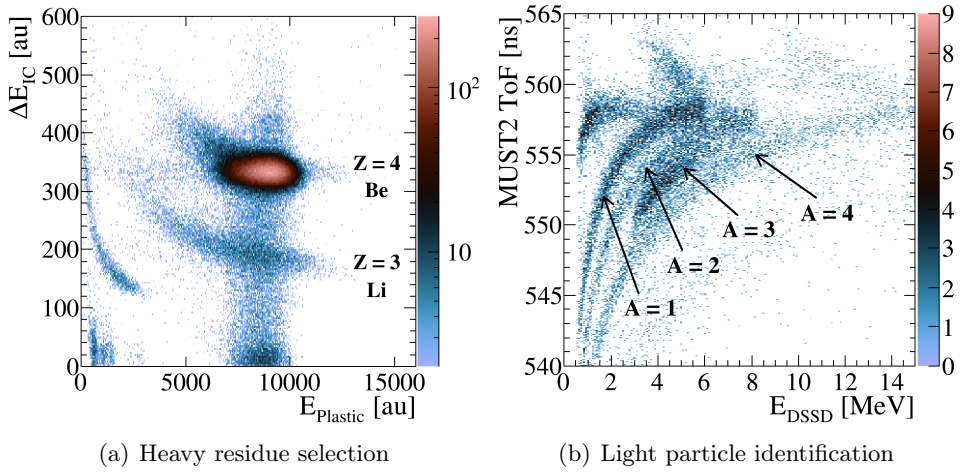 600
500
400
300
200
100
0
ΔE_IC [au]
0 5000 10000 15000
E_Plastic [au]
10²
10
Z = 4
Be
Z = 3
Li
(a) Heavy residue selection
565
560
555
550
545
540
MUST2 ToF [ns]
0 2 4 6 8 10 12 14
E_DSSD [MeV]
9
8
7
6
5
4
3
2
1
0
A = 4
A = 3
A = 2
A = 1
(b) Light particle identification